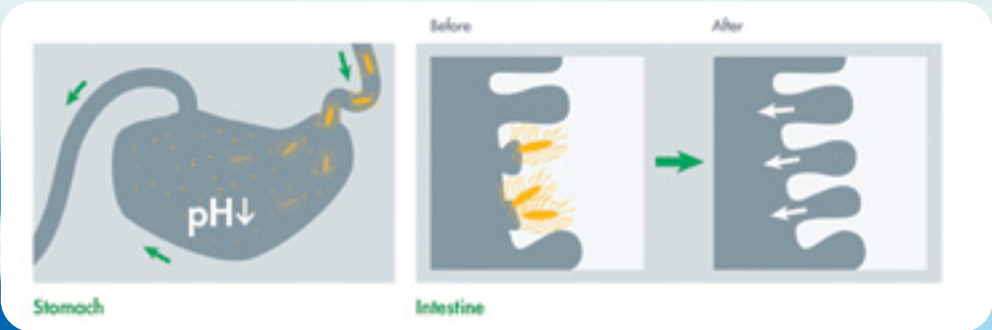 Before
After
pH↓
Stomach
Intestine